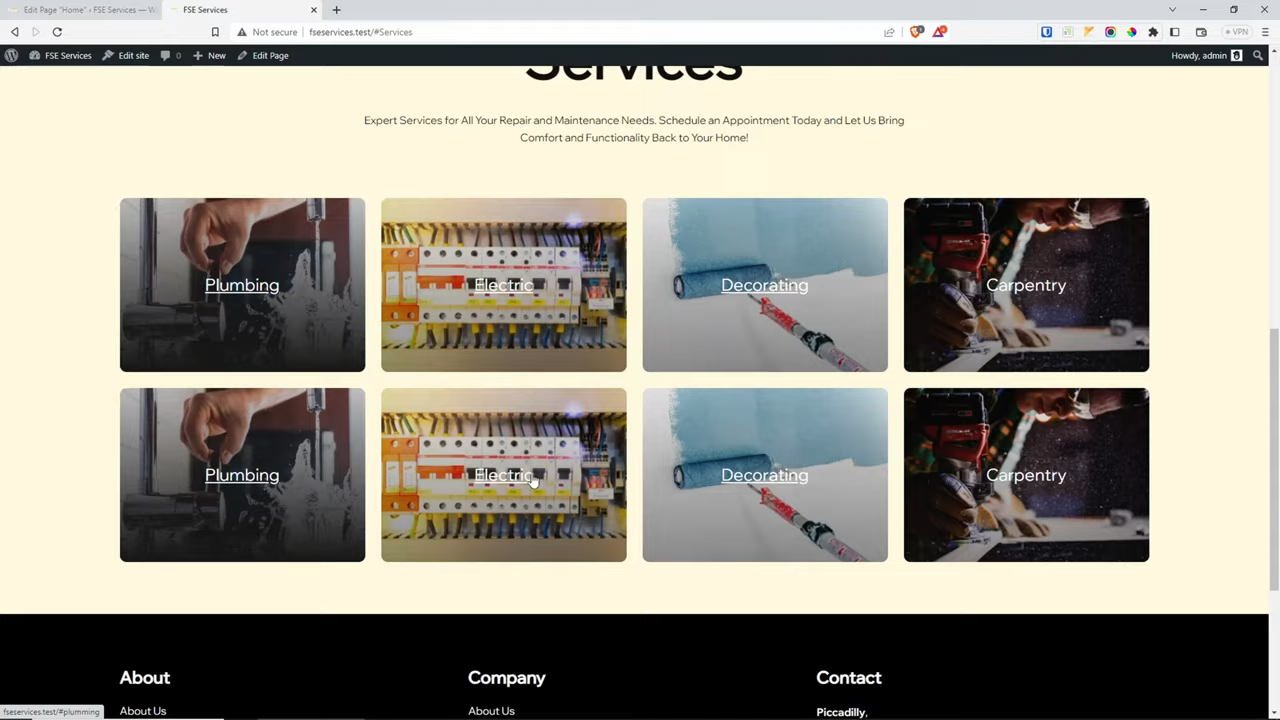 Edit Page "Home" ‹ FSE Services — W
FSE Services
Not secure
fseservices.test/#Services
VPN
FSE Services
Edit site
0
New
Edit Page
Howdy, admin
Services
Expert Services for All Your Repair and Maintenance Needs. Schedule an Appointment Today and Let Us Bring
Comfort and Functionality Back to Your Home!
Plumbing
Electric
Decorating
Carpentry
Plumbing
Electric
Decorating
Carpentry
About
Company
Contact
About Us
About Us
Piccadilly,
fseservices.test/#plumming